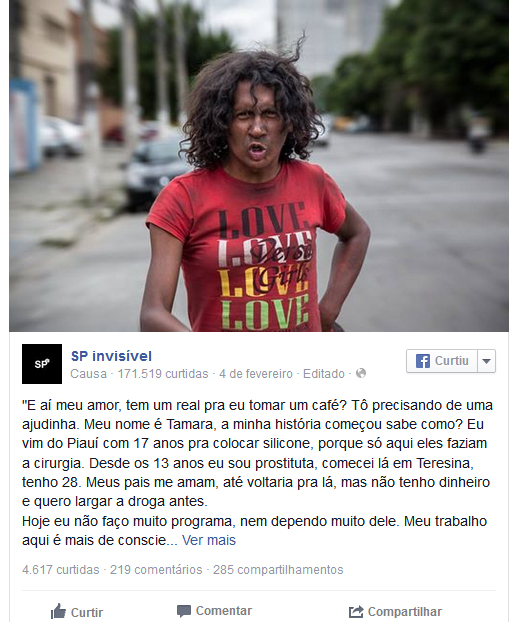 LOVE
LOVE
LOVE
LOVE
SP
SP invisível
Curtiu
Causa · 171.519 curtidas · 4 de fevereiro · Editado ·
"E aí meu amor, tem um real pra eu tomar um café? Tô precisando de uma
ajudinha. Meu nome é Tamara, a minha história começou sabe como? Eu
vim do Piauí com 17 anos pra colocar silicone, porque só aqui eles faziam
a cirurgia. Desde os 13 anos eu sou prostituta, comecei lá em Teresina,
tenho 28. Meus pais me amam, até voltaria pra lá, mas não tenho dinheiro
e quero largar a droga antes.
Hoje eu não faço muito programa, nem dependo muito dele. Meu trabalho
aqui é mais de conscie... Ver mais
4.617 curtidas · 219 comentários · 285 compartilhamentos
Curtir
Comentar
Compartilhar